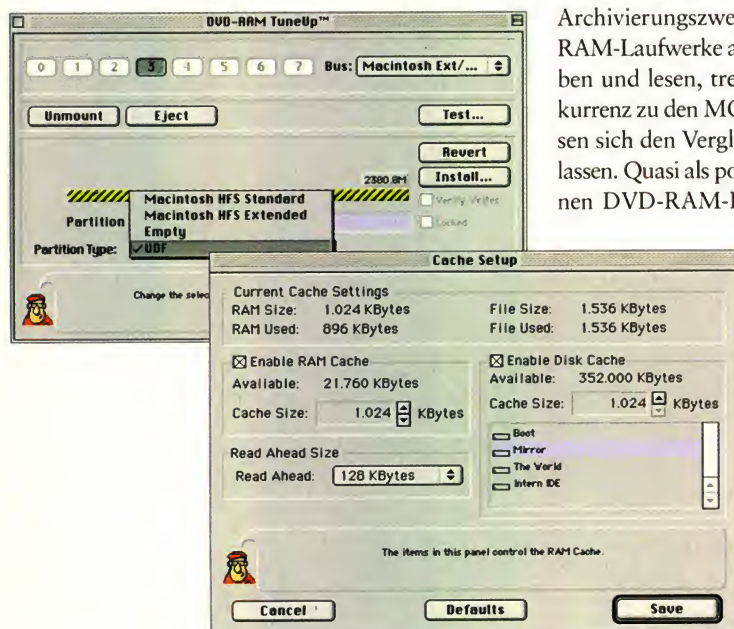 DVD-RAM TuneUp™
0 1 2 3 4 5 6 7 Bus: Macintosh Ext/...
Unmount Eject Test...
Revert
2380.8M Install...
Macintosh HFS Standard
Macintosh HFS Extended
Empty
✓UDF
Verify Writes
Partition
Locked
Partition Type:
Change the selec
Archivierungszwe
RAM-Laufwerke a
ben und lesen, tre
kurrenz zu den MO
sen sich den Vergl
lassen. Quasi als po
nen DVD-RAM-I
Cache Setup
Current Cache Settings
RAM Size: 1.024 KBytes File Size: 1.536 KBytes
RAM Used: 896 KBytes File Used: 1.536 KBytes
Enable RAM Cache
Available: 21.760 KBytes
Cache Size: 1.024 KBytes
Read Ahead Size
Read Ahead: 128 KBytes
Enable Disk Cache
Available: 352.000 KBytes
Cache Size: 1.024 KBytes
Boot
Mirror
The World
Intern IDE
The items in this panel control the RAM Cache.
Cancel Defaults Save